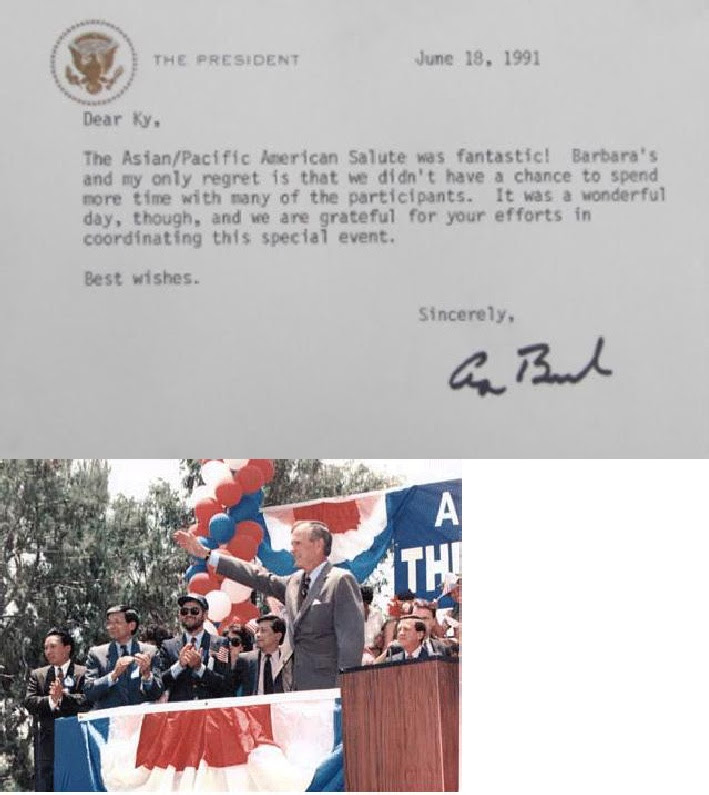 THE PRESIDENT
June 18, 1991
Dear Ky,
The Asian/Pacific American Salute was fantastic! Barbara's
and my only regret is that we didn't have a chance to spend
more time with many of the participants. It was a wonderful
day, though, and we are grateful for your efforts in
coordinating this special event.
Best wishes.
Sincerely,
A
TH